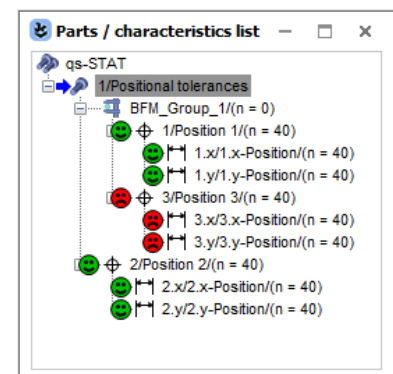 Parts / characteristics list
qs-STAT
1/Positional tolerances
BFM_Group_1/(n = 0)
1/Position 1/(n = 40)
1.x/1.x-Position/(n = 40)
1.y/1.y-Position/(n = 40)
3/Position 3/(n = 40)
3.x/3.x-Position/(n = 40)
3.y/3.y-Position/(n = 40)
2/Position 2/(n = 40)
2.x/2.x-Position/(n = 40)
2.y/2.y-Position/(n = 40)